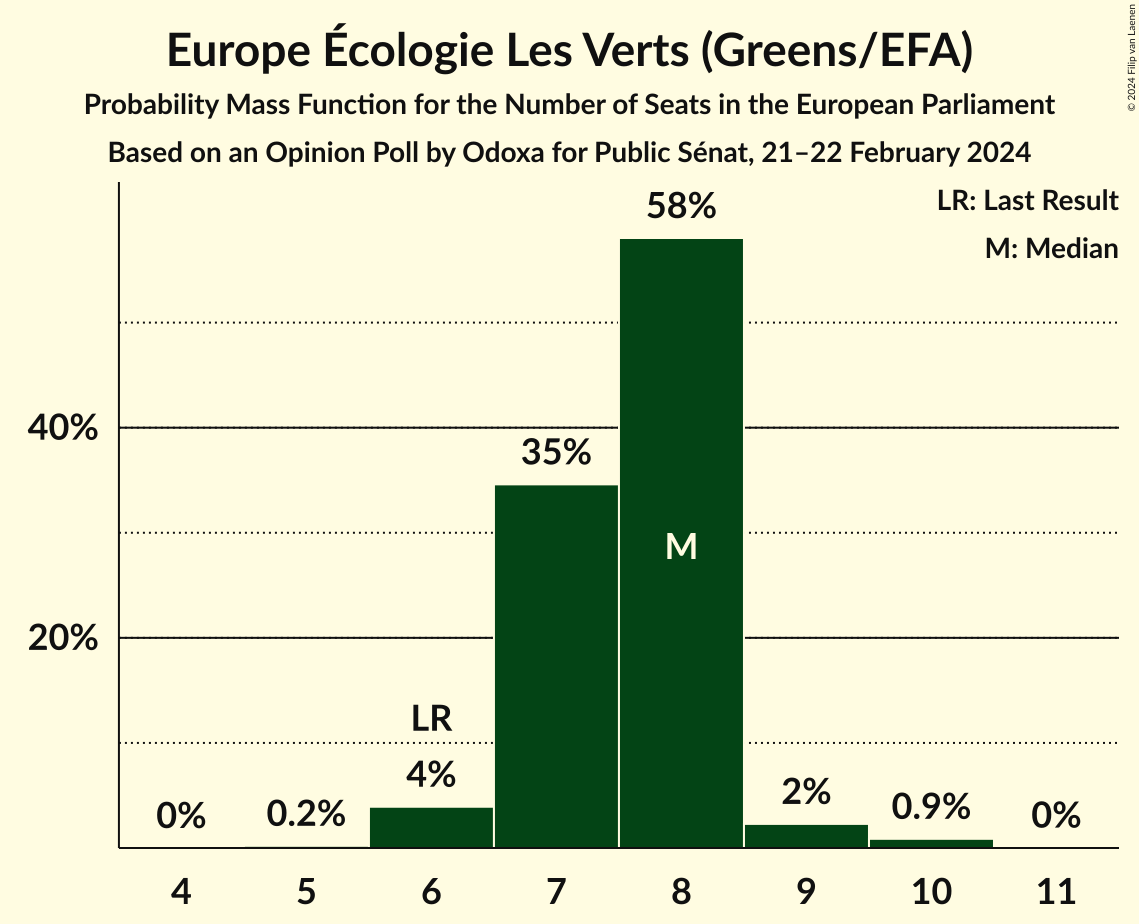 Europe Écologie Les Verts (Greens/EFA)
Probability Mass Function for the Number of Seats in the European Parliament
Based on an Opinion Poll by Odoxa for Public Sénat, 21–22 February 2024
© 2024 Filip van Laenen
LR: Last Result
M: Median
58%
40%
35%
M
20%
LR
4%
0%
0.2%
2%
0.9%
0%
4 5 6 7 8 9 10 11